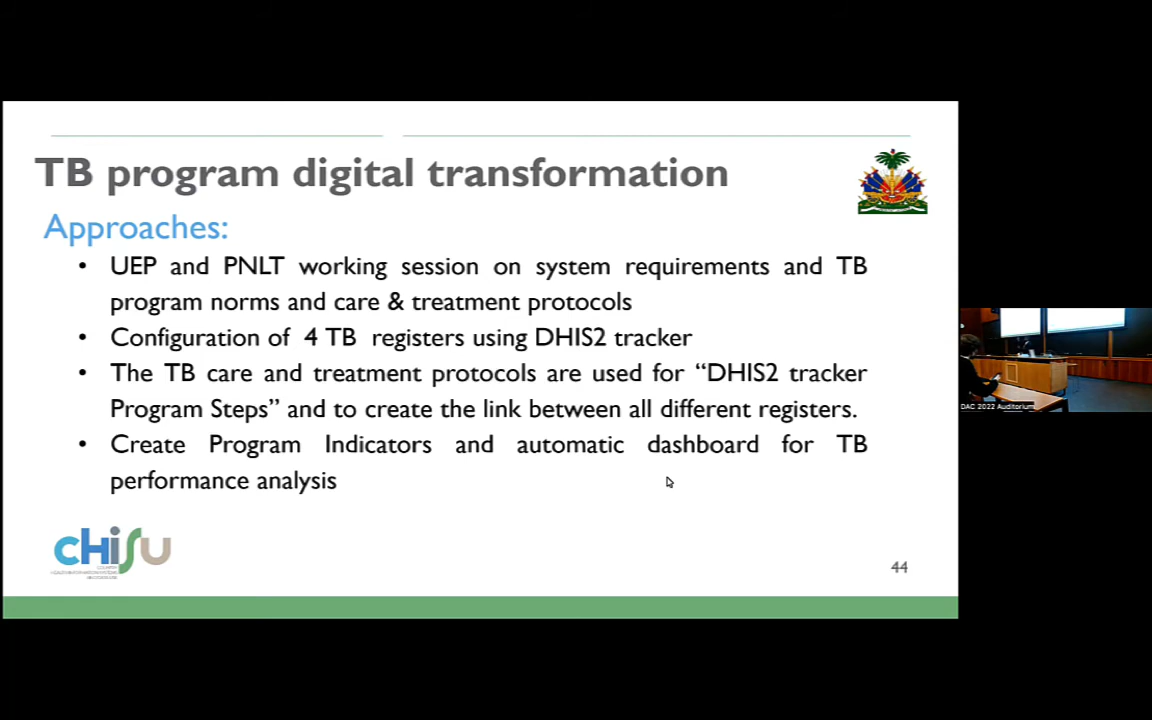 TB program digital transformation
Approaches:
• UEP and PNLT working session on system requirements and TB
program norms and care & treatment protocols
• Configuration of 4 TB registers using DHIS2 tracker
• The TB care and treatment protocols are used for “DHIS2 tracker
Program Steps” and to create the link between all different registers.
• Create Program Indicators and automatic dashboard for TB
performance analysis
CHISU
44
DAC 2022 Auditorium